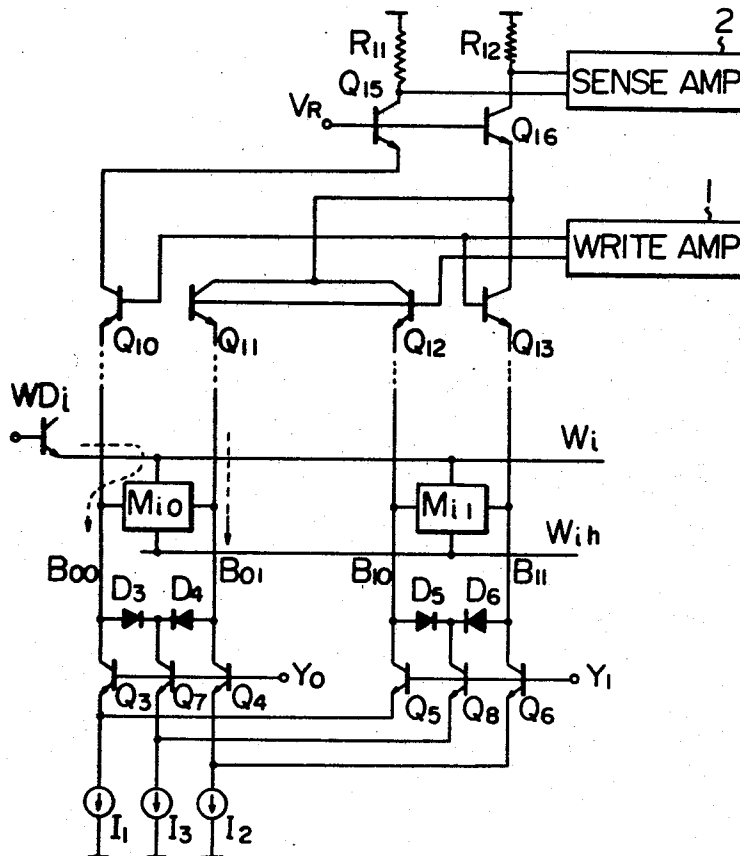 2
R11
R12
SENSE AMP
Q15
VR
Q16
1
WRITE AMP
Q10
Q11
Q12
Q13
WDi
Wi
Mi0
Mi1
Wih
B00
B01
B10
B11
D3
D4
D5
D6
Q3
Q7
Q4
Y0
Q5
Q8
Q6
Y1
I1
I3
I2